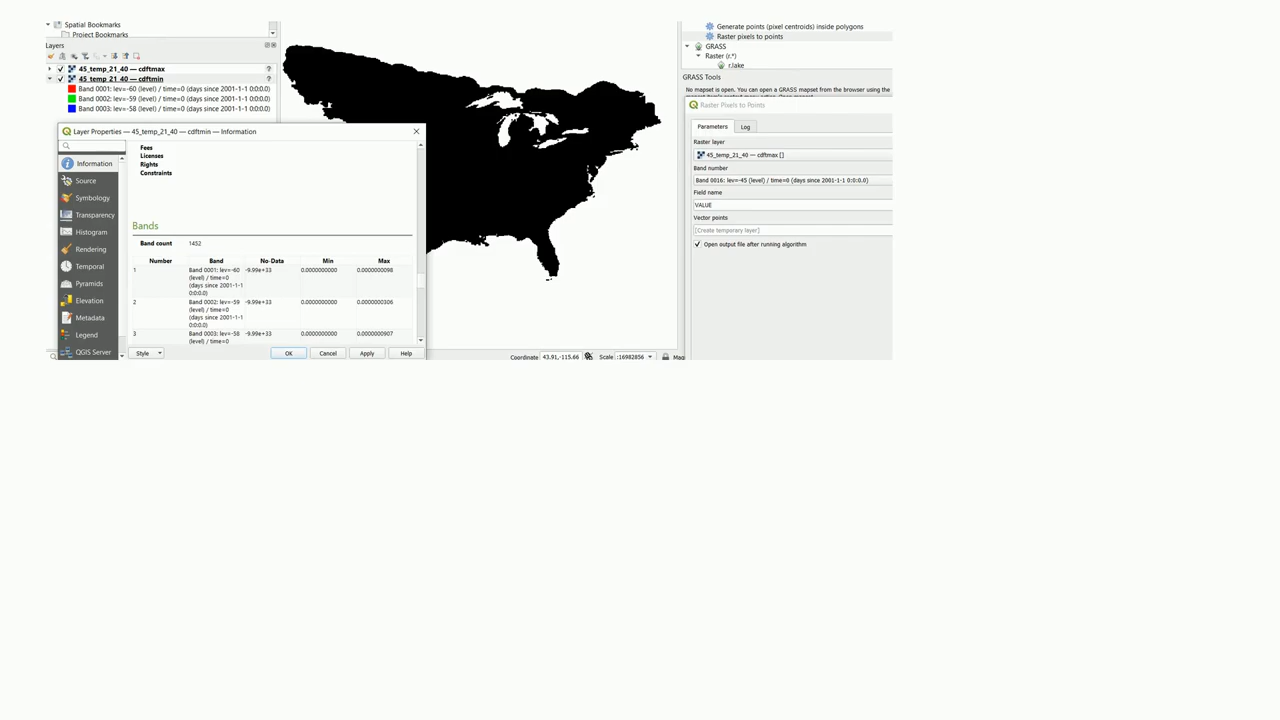 Spatial Bookmarks
Project Bookmarks
Layers
45_temp_21_40 — cdftmax
45_temp_21_40 — cdftmin
Band 0001: lev=-60 (level) / time=0 (days since 2001-1-1 0:0:0.0)
Band 0002: lev=-59 (level) / time=0 (days since 2001-1-1 0:0:0.0)
Band 0003: lev=-58 (level) / time=0 (days since 2001-1-1 0:0:0.0)
Layer Properties — 45_temp_21_40 — cdftmin — Information
Information
Source
Symbology
Transparency
Histogram
Rendering
Temporal
Pyramids
Elevation
Metadata
Legend
QGIS Server
Fees
Licenses
Rights
Constraints
Bands
Band count 1452
Number Band No-Data Min Max
1 Band 0001: lev=-60 -9.99e+33 0.0000000000 0.0000000098
(level) / time=0
(days since 2001-1-1
0:0:0.0)
2 Band 0002: lev=-59 -9.99e+33 0.0000000000 0.0000000306
(level) / time=0
(days since 2001-1-1
0:0:0.0)
3 Band 0003: lev=-58 -9.99e+33 0.0000000000 0.0000000907
(level) / time=0
Style OK Cancel Apply Help
Coordinate 43.91,-115.66 Scale :16982856 Mag
Generate points (pixel centroids) inside polygons
Raster pixels to points
GRASS
Raster (r.*)
r.lake
GRASS Tools
No mapset is open. You can open a GRASS mapset from the browser using the
Raster Pixels to Points
Parameters Log
Raster layer
45_temp_21_40 — cdftmax []
Band number
Band 0016: lev=-45 (level) / time=0 (days since 2001-1-1 0:0:0.0)
Field name
VALUE
Vector points
[Create temporary layer]
Open output file after running algorithm